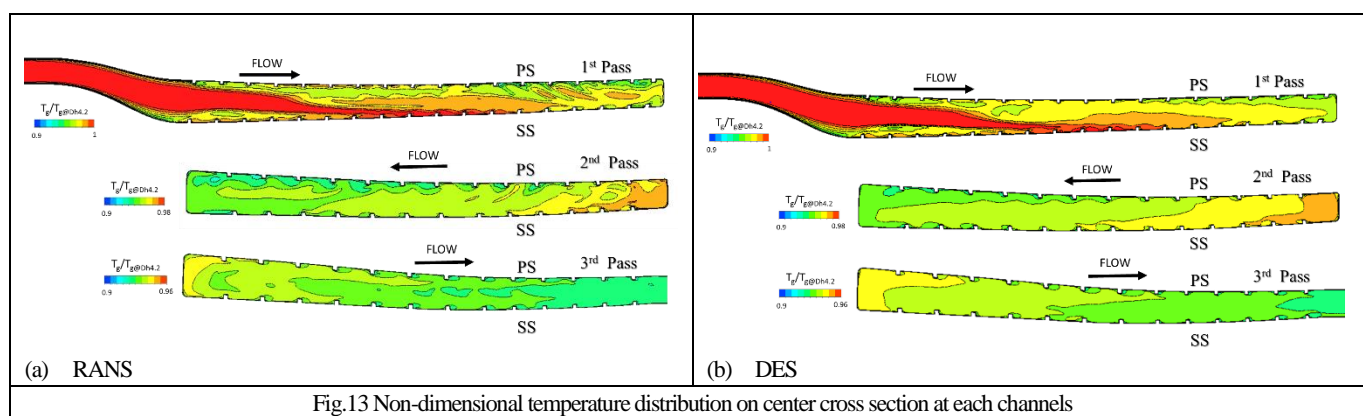 FLOW
PS
1st Pass
Tg/Tg@Dh4.2
0.9
1
SS
FLOW
PS
2nd Pass
Tg/Tg@Dh4.2
0.9
0.98
SS
FLOW
PS
3rd Pass
Tg/Tg@Dh4.2
0.9
0.96
SS
(a) RANS
FLOW
PS
1st Pass
Tg/Tg@Dh4.2
0.9
1
SS
FLOW
PS
2nd Pass
Tg/Tg@Dh4.2
0.9
0.98
SS
FLOW
PS
3rd Pass
Tg/Tg@Dh4.2
0.9
0.96
SS
(b) DES
Fig.13 Non-dimensional temperature distribution on center cross section at each channels